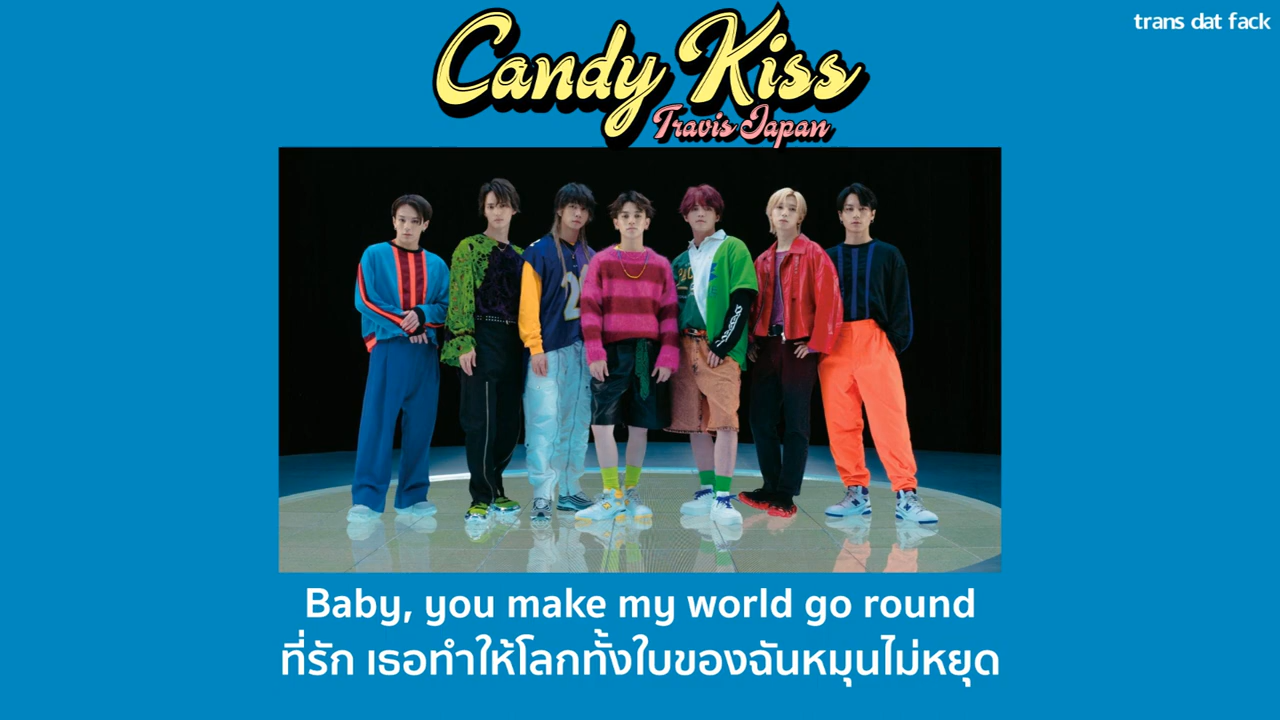 trans dat fack
Candy Kiss
Travis Japan
Baby, you make my world go round
ที่รัก เธอทำให้โลกทั้งใบของฉันหมุนไม่หยุด